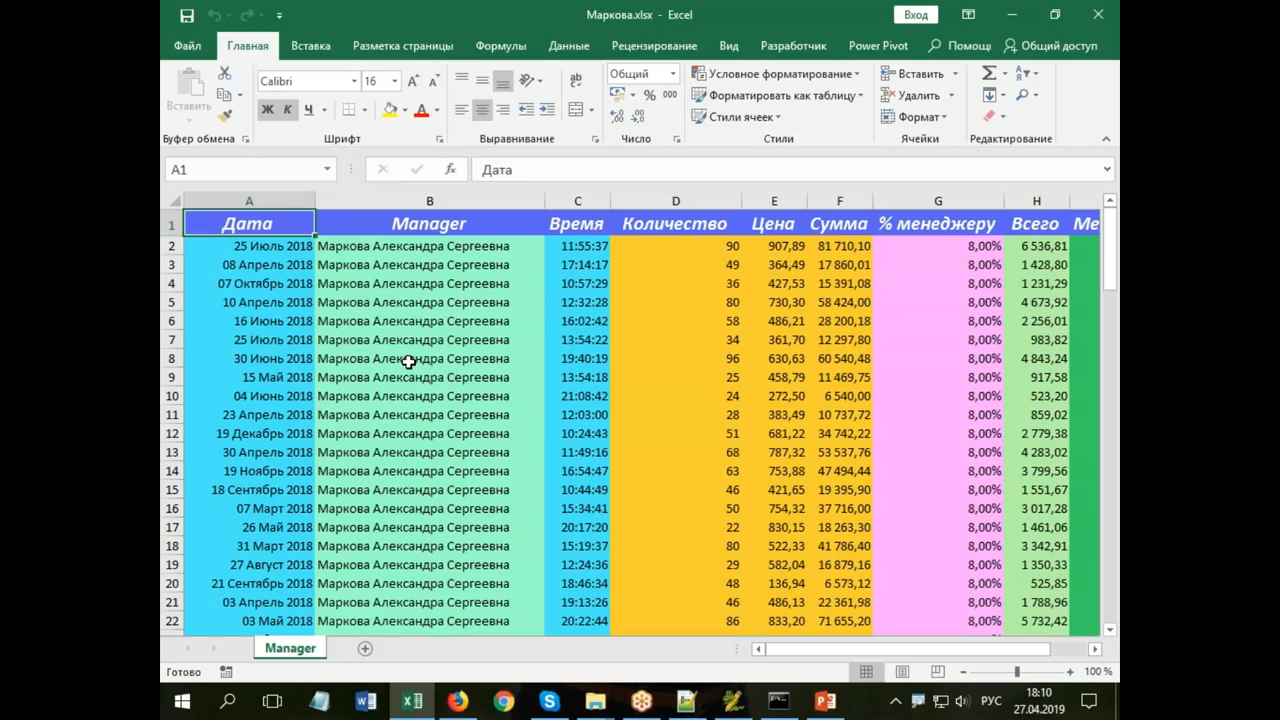 Маркова.xlsx - Excel
Вход
Файл Главная Вставка Разметка страницы Формулы Данные Рецензирование Вид Разработчик Power Pivot Помощі Общий доступ
Вставить
Calibri 16
Ж К Ч
Общий
% 000
Условное форматирование
Форматировать как таблицу
Стили ячеек
Вставить
Удалить
Формат
Буфер обмена Шрифт Выравнивание Число Стили Ячейки Редактирование
A1 fx Дата
A B C D E F G H
1 Дата Manager Время Количество Цена Сумма % менеджеру Всего Ме
2 25 Июль 2018 Маркова Александра Сергеевна 11:55:37 90 907,89 81 710,10 8,00% 6 536,81
3 08 Апрель 2018 Маркова Александра Сергеевна 17:14:17 49 364,49 17 860,01 8,00% 1 428,80
4 07 Октябрь 2018 Маркова Александра Сергеевна 10:57:29 36 427,53 15 391,08 8,00% 1 231,29
5 10 Апрель 2018 Маркова Александра Сергеевна 12:32:28 80 730,30 58 424,00 8,00% 4 673,92
6 16 Июнь 2018 Маркова Александра Сергеевна 16:02:42 58 486,21 28 200,18 8,00% 2 256,01
7 25 Июль 2018 Маркова Александра Сергеевна 13:54:22 34 361,70 12 297,80 8,00% 983,82
8 30 Июнь 2018 Маркова Александра Сергеевна 19:40:19 96 630,63 60 540,48 8,00% 4 843,24
9 15 Май 2018 Маркова Александра Сергеевна 13:54:18 25 458,79 11 469,75 8,00% 917,58
10 04 Июнь 2018 Маркова Александра Сергеевна 21:08:42 24 272,50 6 540,00 8,00% 523,20
11 23 Апрель 2018 Маркова Александра Сергеевна 12:03:00 28 383,49 10 737,72 8,00% 859,02
12 19 Декабрь 2018 Маркова Александра Сергеевна 10:24:43 51 681,22 34 742,22 8,00% 2 779,38
13 30 Апрель 2018 Маркова Александра Сергеевна 11:49:16 68 787,32 53 537,76 8,00% 4 283,02
14 19 Ноябрь 2018 Маркова Александра Сергеевна 16:54:47 63 753,88 47 494,44 8,00% 3 799,56
15 18 Сентябрь 2018 Маркова Александра Сергеевна 10:44:49 46 421,65 19 395,90 8,00% 1 551,67
16 07 Март 2018 Маркова Александра Сергеевна 15:34:41 50 754,32 37 716,00 8,00% 3 017,28
17 26 Май 2018 Маркова Александра Сергеевна 20:17:20 22 830,15 18 263,30 8,00% 1 461,06
18 31 Март 2018 Маркова Александра Сергеевна 15:19:37 80 522,33 41 786,40 8,00% 3 342,91
19 27 Август 2018 Маркова Александра Сергеевна 12:24:36 29 582,04 16 879,16 8,00% 1 350,33
20 21 Сентябрь 2018 Маркова Александра Сергеевна 18:46:34 48 136,94 6 573,12 8,00% 525,85
21 03 Апрель 2018 Маркова Александра Сергеевна 19:13:26 46 486,13 22 361,98 8,00% 1 788,96
22 03 Май 2018 Маркова Александра Сергеевна 20:22:44 86 833,20 71 655,20 8,00% 5 732,42
Manager
Готово 100 %
РУС
18:10
27.04.2019